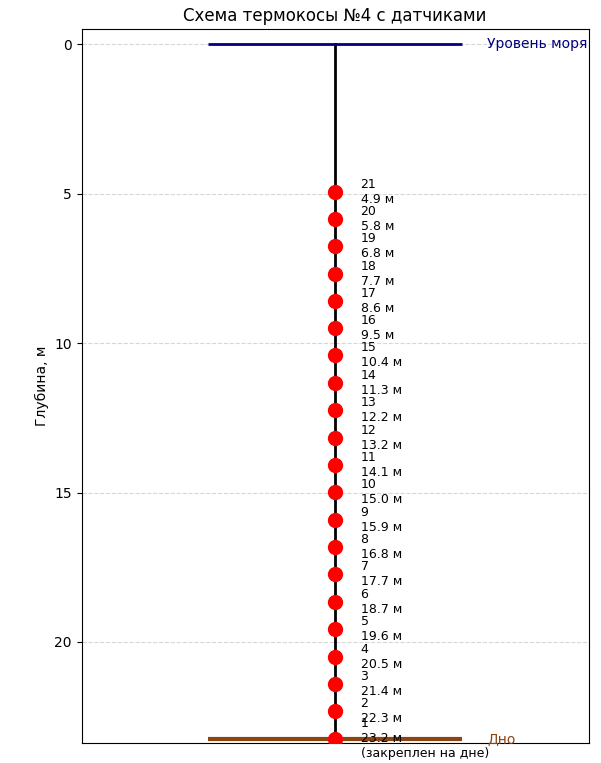 Схема термокосы №4 с датчиками
0
Уровень моря
21
4.9 м
5
20
5.8 м
19
6.8 м
18
7.7 м
17
8.6 м
16
9.5 м
10
15
10.4 м
14
11.3 м
Глубина, м
13
12.2 м
12
13.2 м
11
14.1 м
10
15.0 м
15
9
15.9 м
8
16.8 м
7
17.7 м
6
18.7 м
5
19.6 м
20
4
20.5 м
3
21.4 м
2
22.3 м
1
23.2 м
(закреплен на дне)
Дно